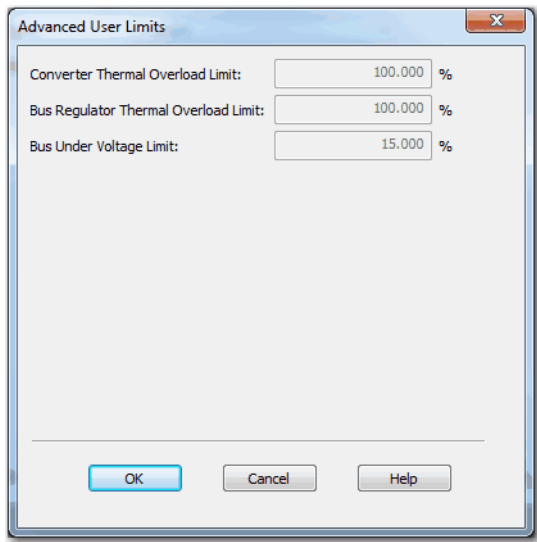 Advanced User Limits
Converter Thermal Overload Limit: 100.000 %
Bus Regulator Thermal Overload Limit: 100.000 %
Bus Under Voltage Limit: 15.000 %
OK Cancel Help